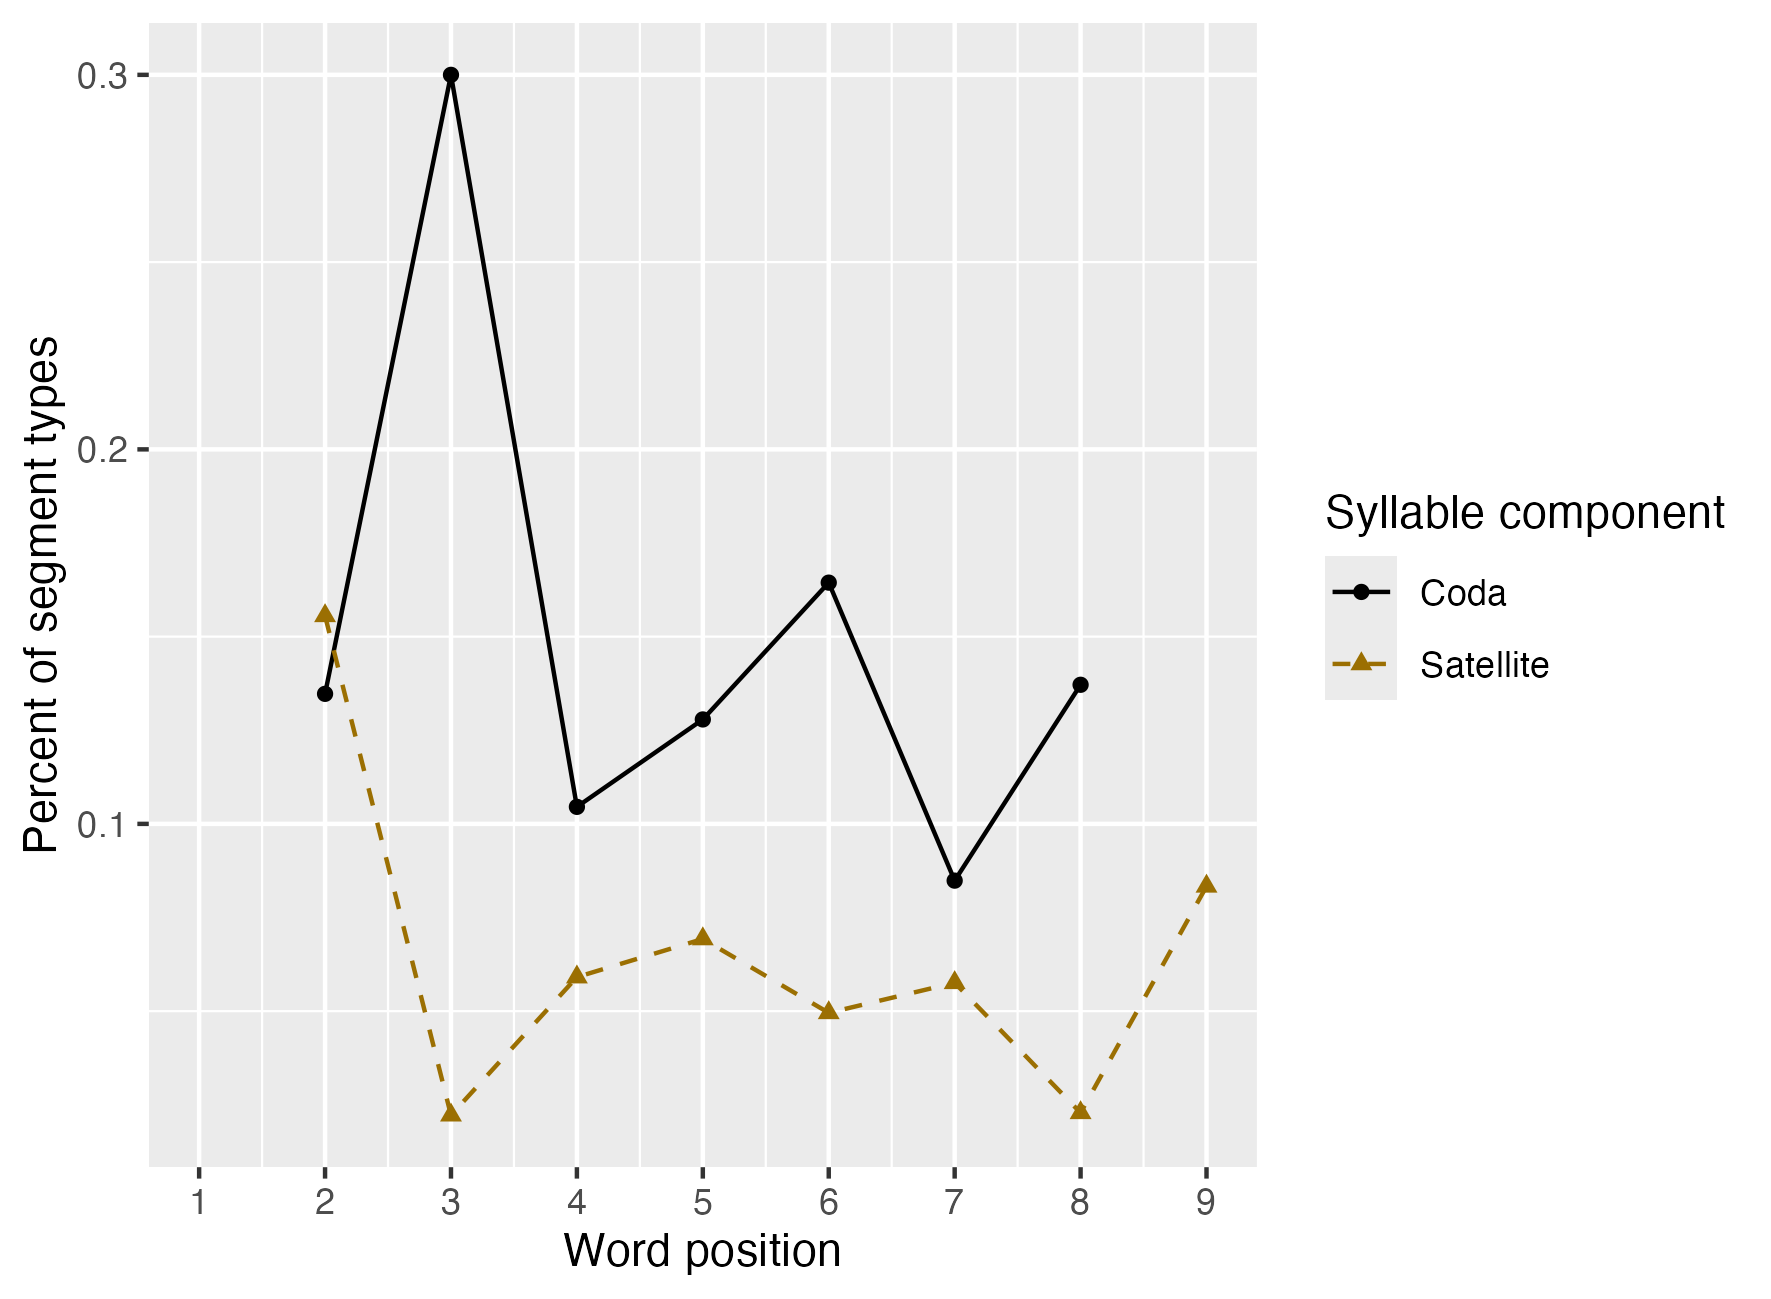 0.3
0.2
0.1
Percent of segment types
1 2 3 4 5 6 7 8 9
Word position
Syllable component
Coda
Satellite